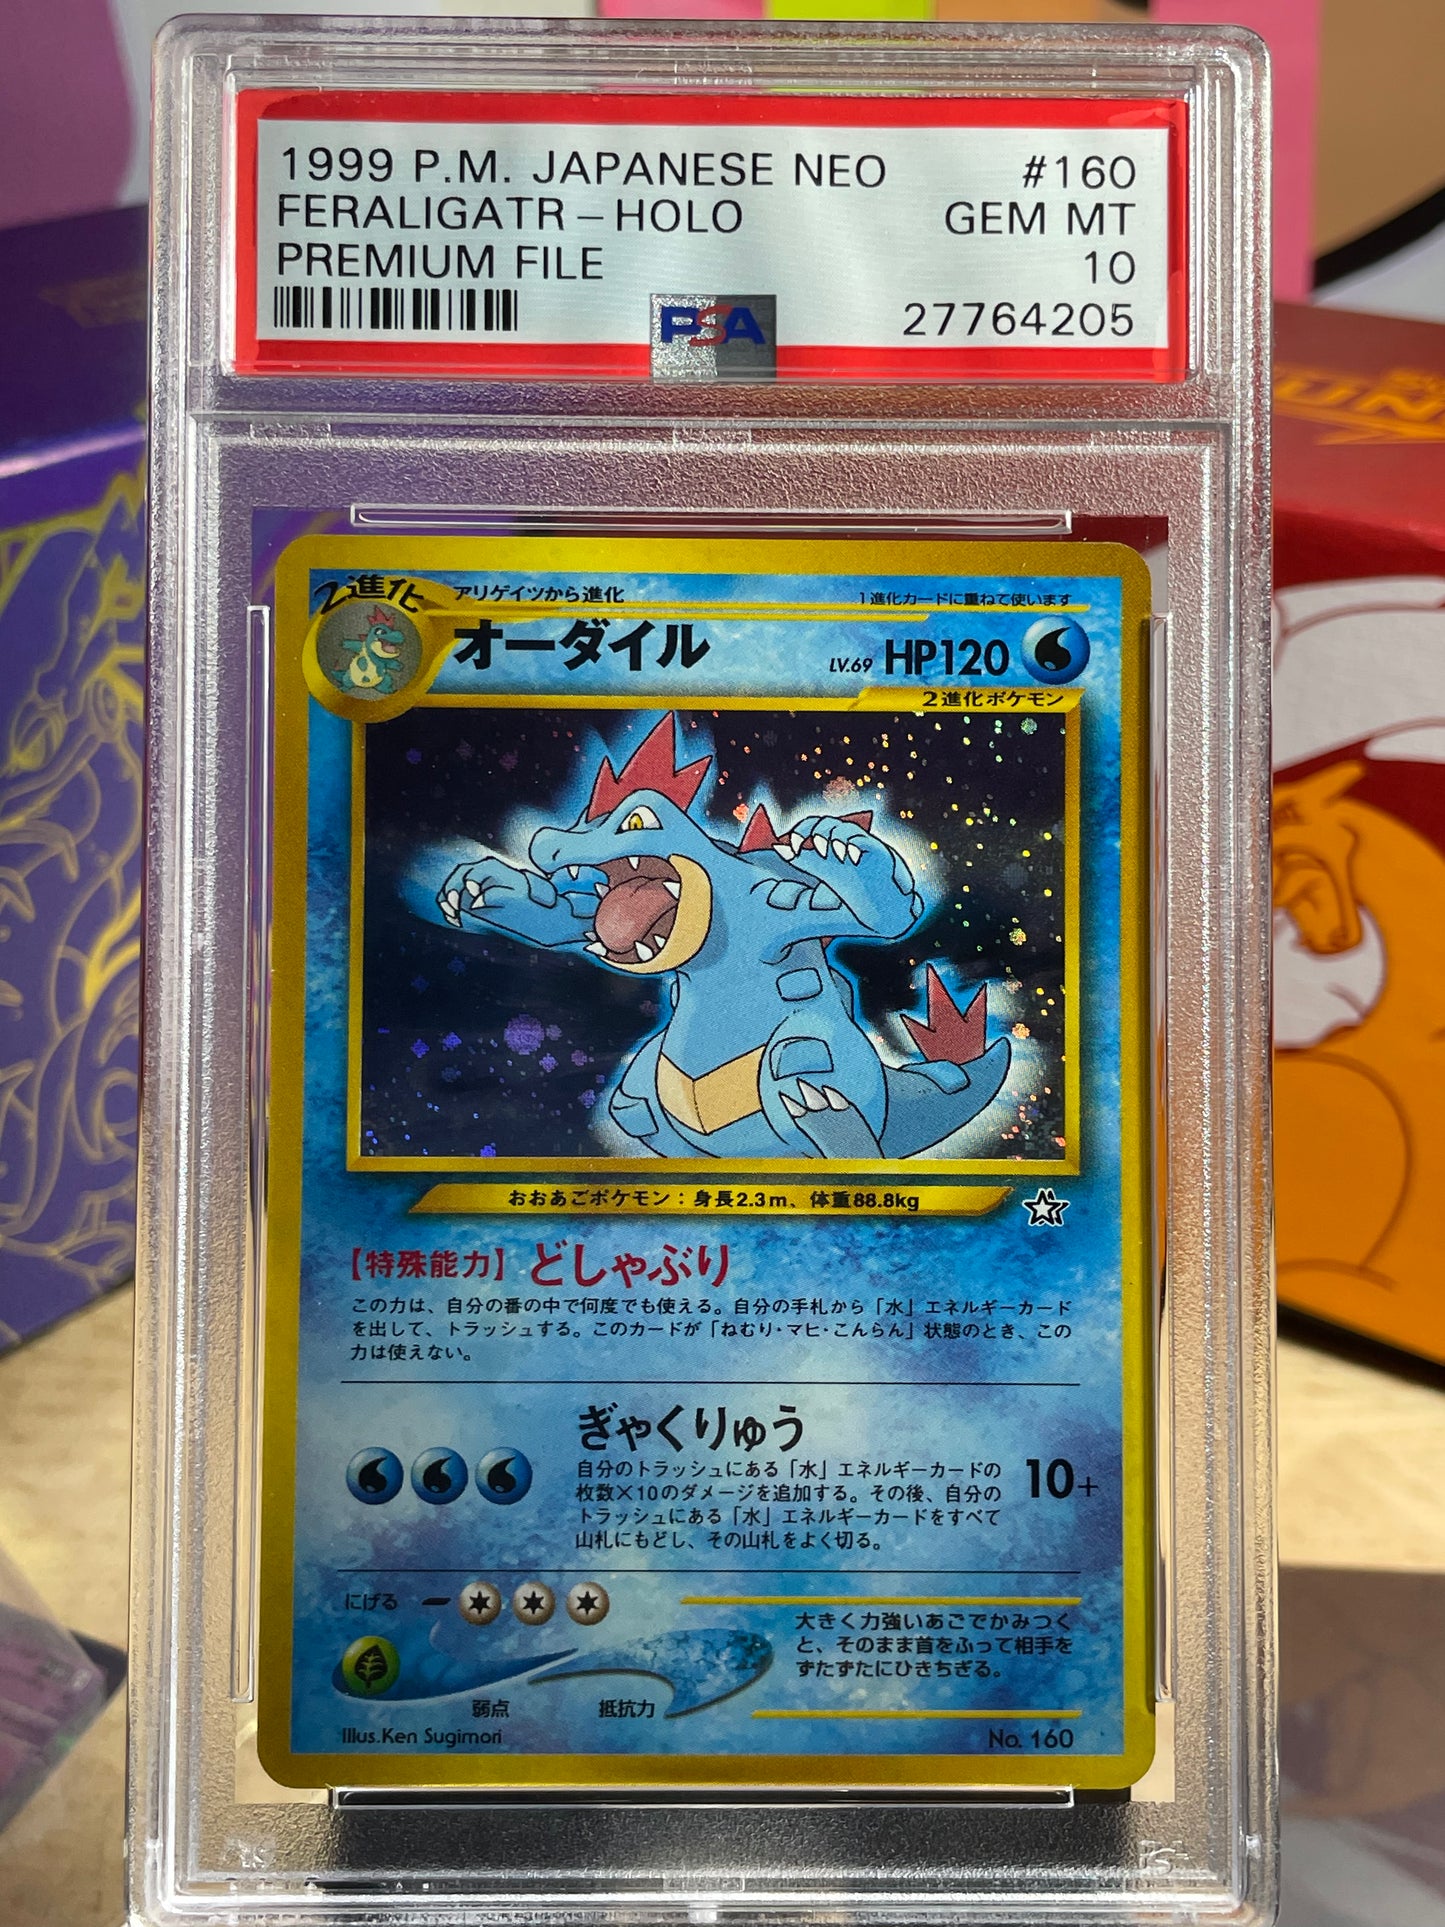 1999 P.M. JAPANESE NEO #160
FERALIGATR-HOLO GEM MT
PREMIUM FILE 10
PSA 27764205
2進化 アリゲイツから進化 1進化カードに重ねて使います
オーダイル LV.69 HP120
2進化ポケモン
おおあごポケモン：身長2.3m、体重88.8kg
【特殊能力】どしゃぶり
この力は、自分の番の中で何度でも使える。自分の手札から「水」エネルギーカード
を出して、トラッシュする。このカードが「ねむり・マヒ・こんらん」状態のとき、この
力は使えない。
ぎゃくりゅう
自分のトラッシュにある「水」エネルギーカードの
枚数×10のダメージを追加する。その後、自分の
トラッシュにある「水」エネルギーカードをすべて
山札にもどし、その山札をよく切る。
10+
にげる
大きく力強いあごでかみつく
と、そのまま首をふって相手を
ずたずたにひきちぎる。
弱点 抵抗力
Illus.Ken Sugimori No. 160